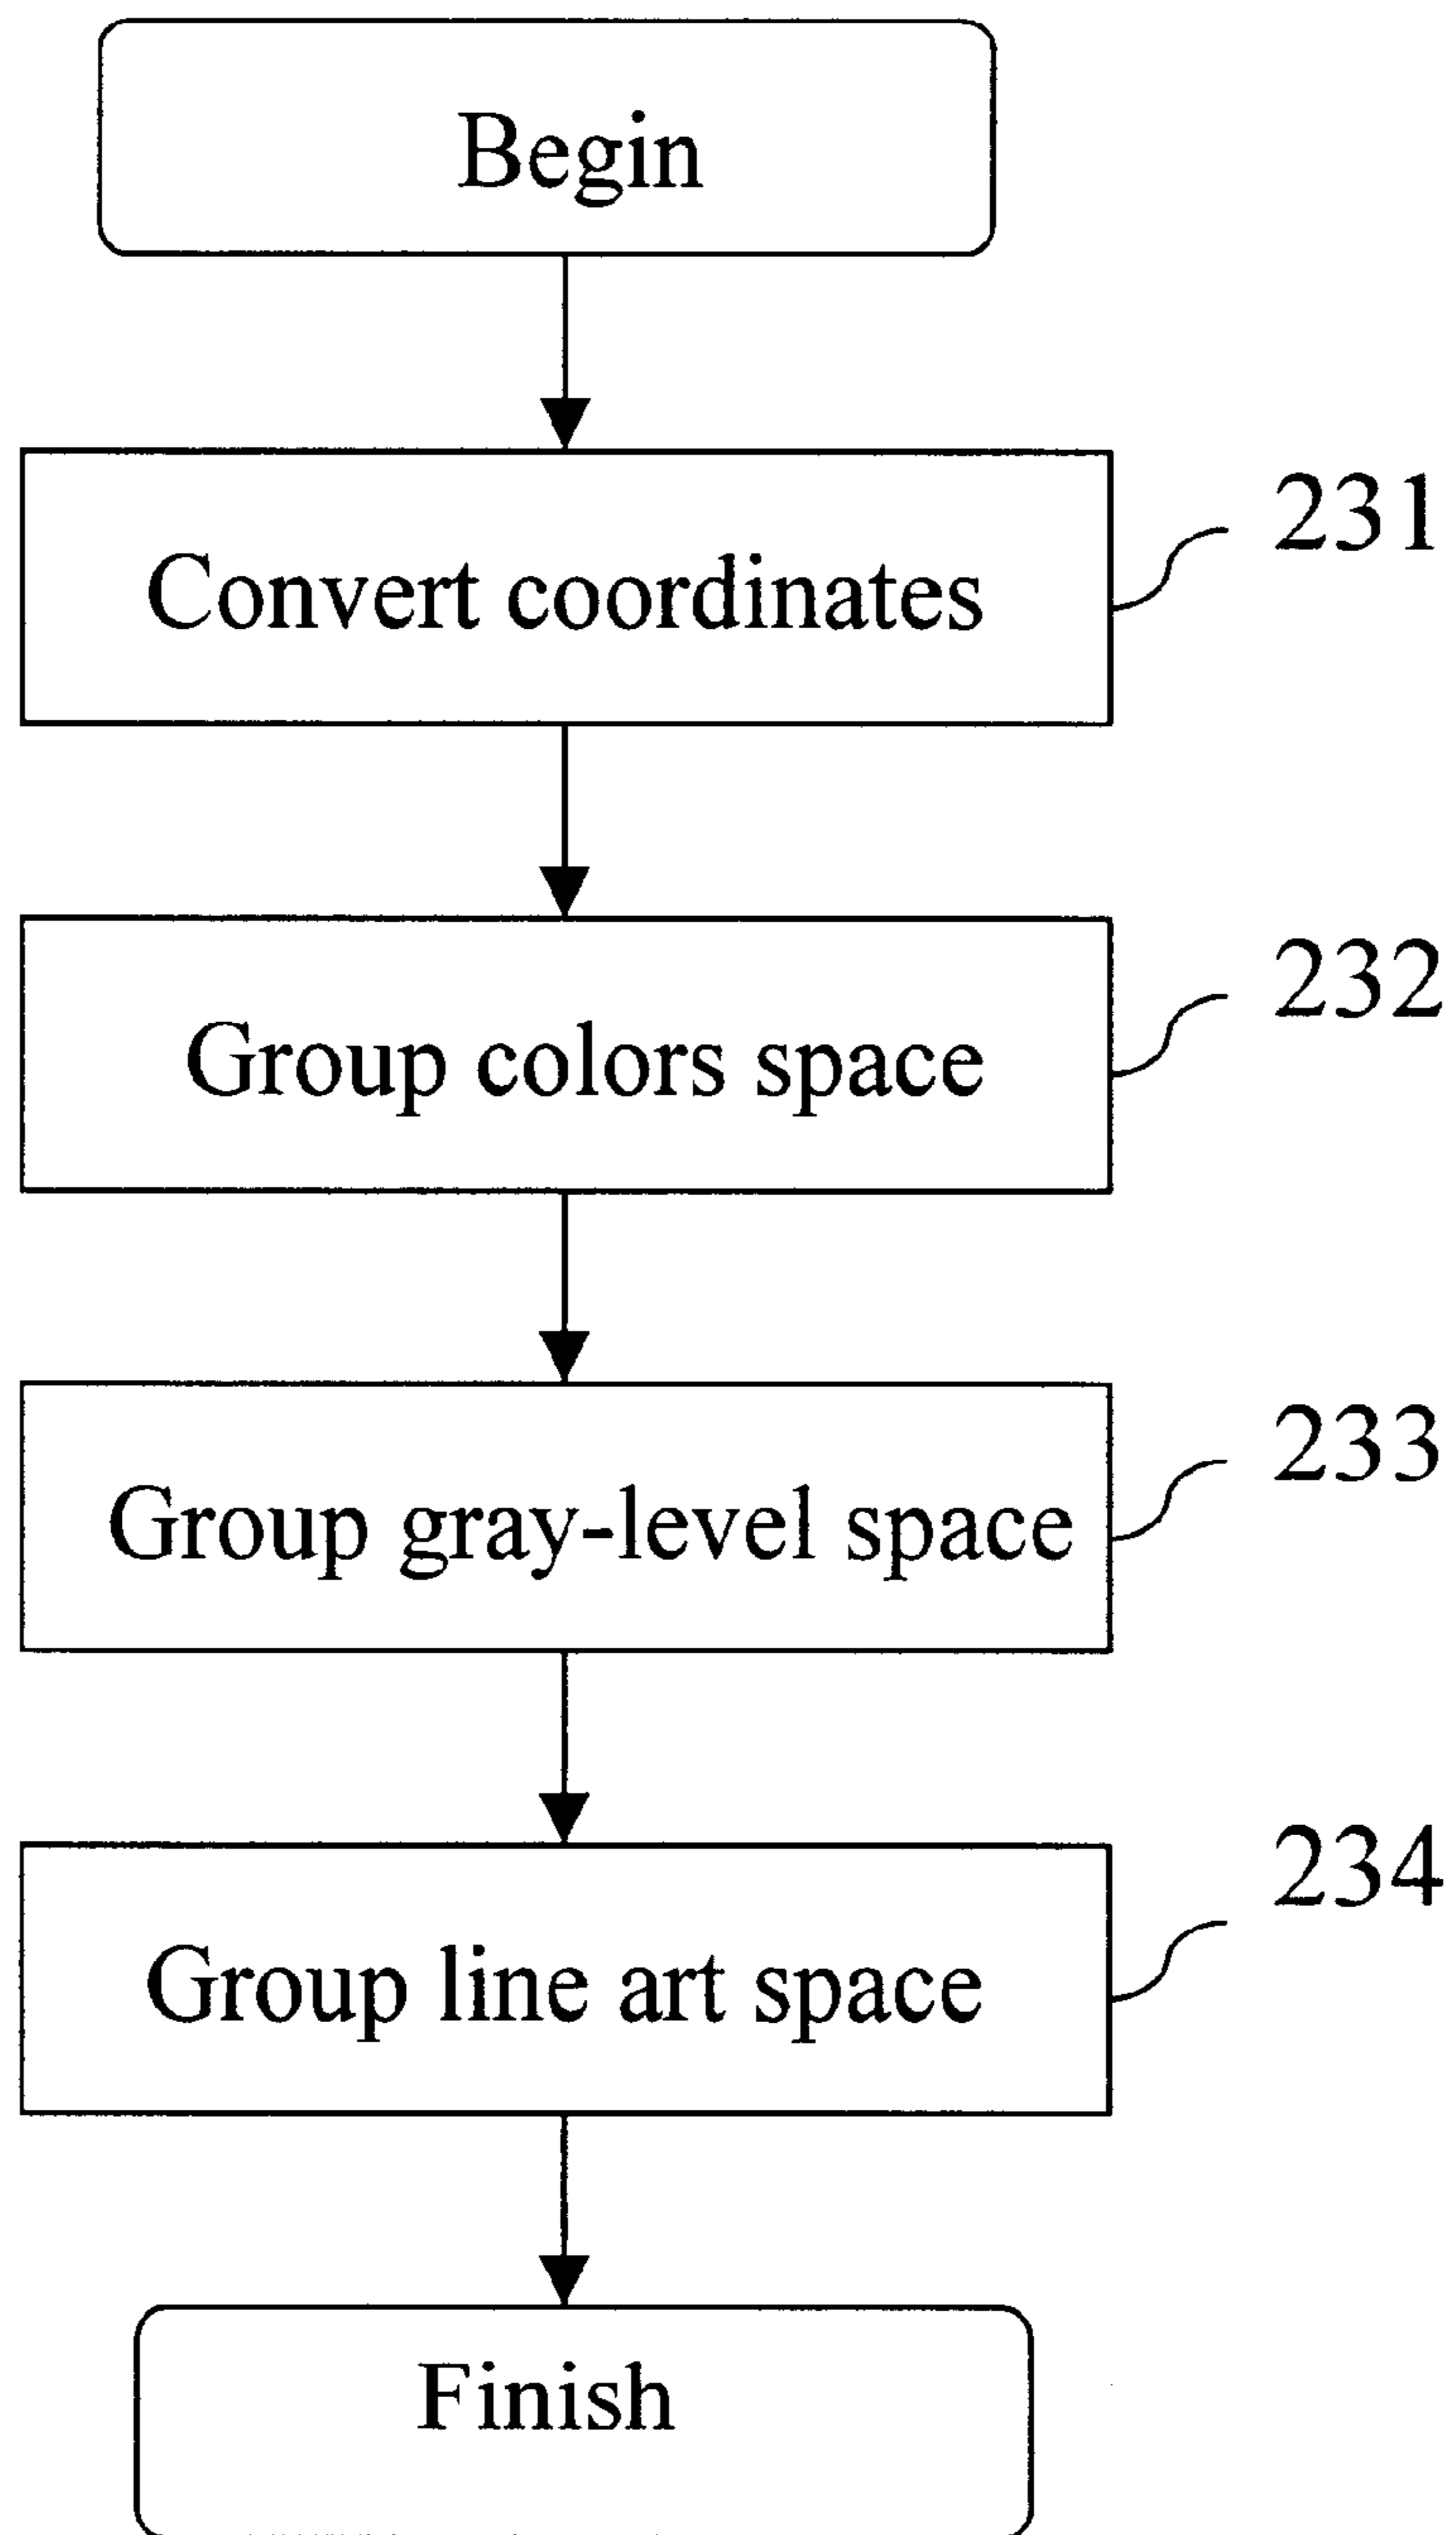 Begin
Convert coordinates
231
Group colors space
232
Group gray-level space
233
Group line art space
234
Finish